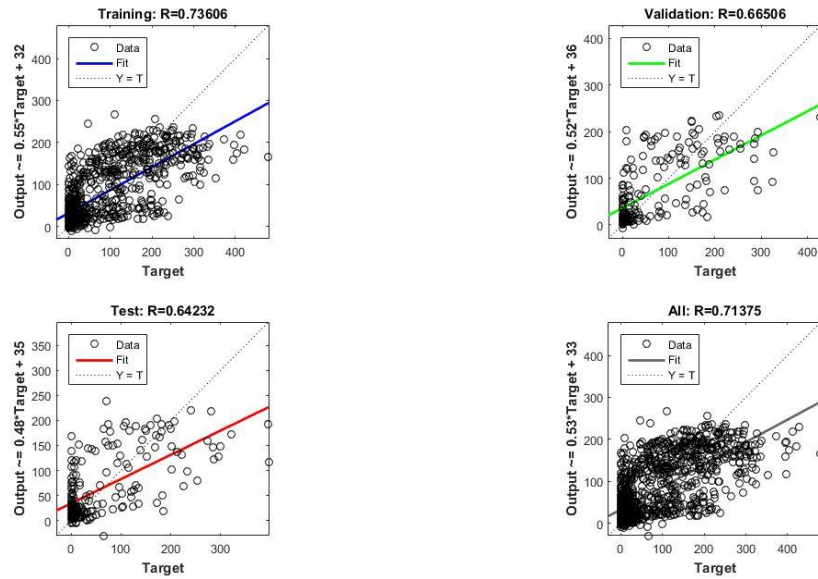 Training: R=0.73606
Output ~= 0.55*Target + 32
400
300
200
100
0
Data
Fit
Y = T
0 100 200 300 400
Target
Validation: R=0.66506
Output ~= 0.52*Target + 36
400
300
200
100
0
Data
Fit
Y = T
0 100 200 300 400
Target
Test: R=0.64232
Output ~= 0.48*Target + 35
350
300
250
200
150
100
50
0
Data
Fit
Y = T
0 100 200 300
Target
All: R=0.71375
Output ~= 0.53*Target + 33
400
300
200
100
0
Data
Fit
Y = T
0 100 200 300 400
Target